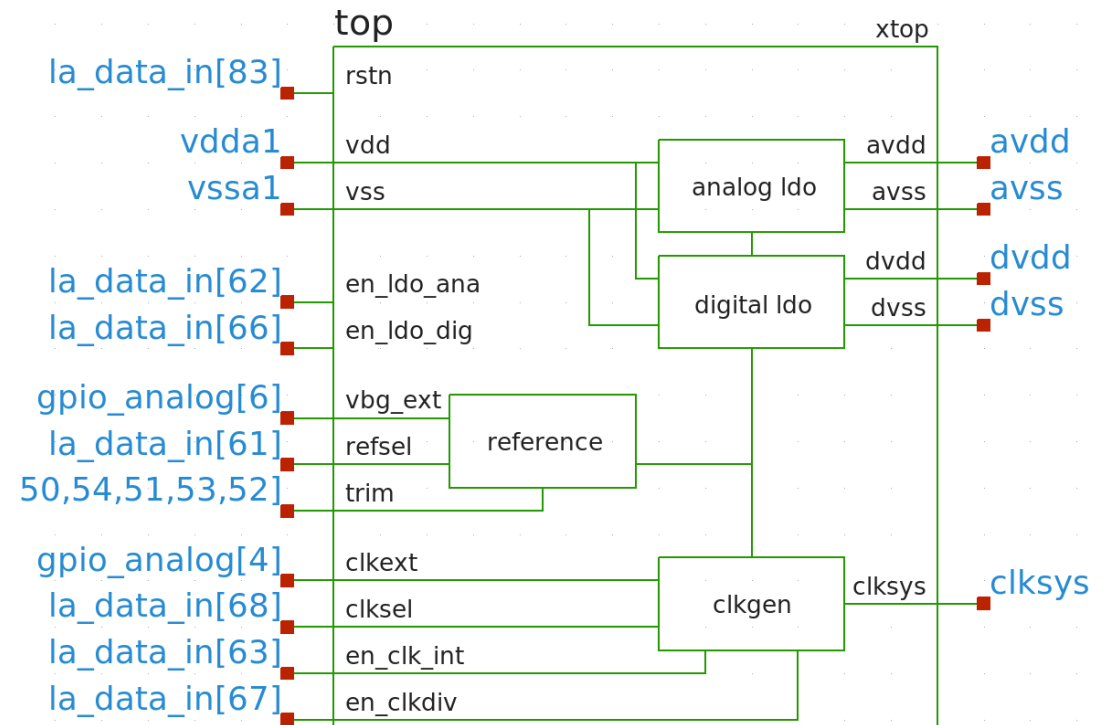 top
xtop
la_data_in[83]
rstn
vdda1
vdd
avdd
avdd
vssa1
vss
analog ldo
avss
avss
dvdd
dvdd
la_data_in[62]
en_ldo_ana
digital ldo
dvss
dvss
la_data_in[66]
en_ldo_dig
gpio_analog[6]
vbg_ext
la_data_in[61]
refsel
reference
50,54,51,53,52]
trim
gpio_analog[4]
clkext
la_data_in[68]
clksel
clkgen
clksys
clksys
la_data_in[63]
en_clk_int
la_data_in[67]
en_clkdiv